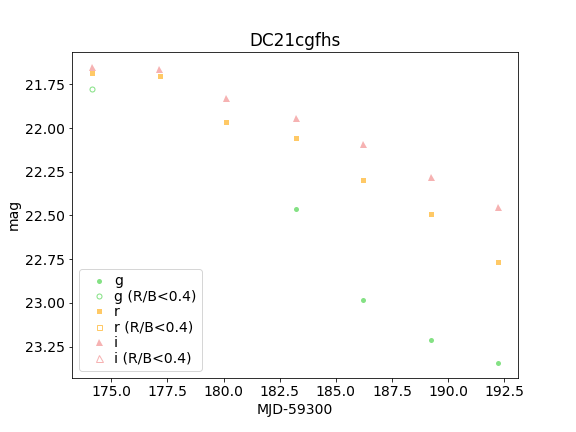 DC21cgfhs
mag
21.75
22.00
22.25
22.50
22.75
23.00
23.25
g
g (R/B<0.4)
r
r (R/B<0.4)
i
i (R/B<0.4)
175.0 177.5 180.0 182.5 185.0 187.5 190.0 192.5
MJD-59300